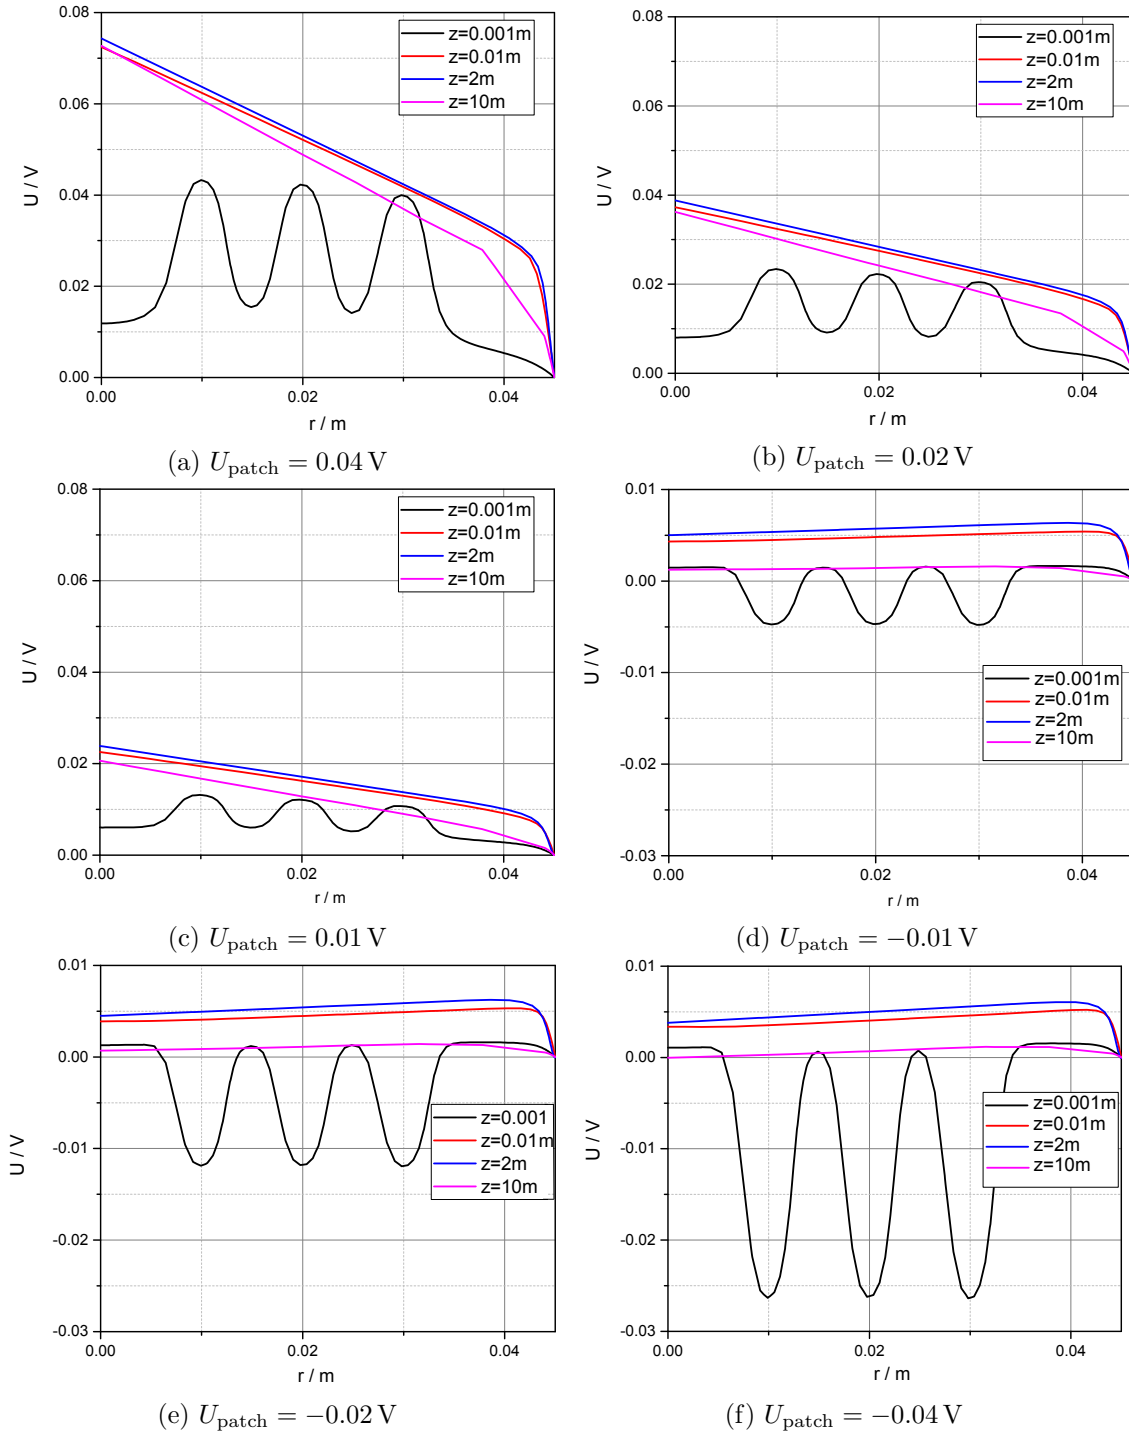 0.08
0.06
0.04
0.02
0.00
U / V
0.00
0.02
0.04
r / m
z=0.001m
z=0.01m
z=2m
z=10m
(a) U_patch = 0.04 V
0.08
0.06
0.04
0.02
0.00
U / V
0.00
0.02
0.04
r / m
z=0.001m
z=0.01m
z=2m
z=10m
(b) U_patch = 0.02 V
0.08
0.06
0.04
0.02
0.00
U / V
0.00
0.02
0.04
r / m
z=0.001m
z=0.01m
z=2m
z=10m
(c) U_patch = 0.01 V
0.01
0.00
-0.01
-0.02
-0.03
U / V
0.00
0.02
0.04
r / m
z=0.001m
z=0.01m
z=2m
z=10m
(d) U_patch = −0.01 V
0.01
0.00
-0.01
-0.02
-0.03
U / V
0.00
0.02
0.04
r / m
z=0.001
z=0.01m
z=2m
z=10m
(e) U_patch = −0.02 V
0.01
0.00
-0.01
-0.02
-0.03
U / V
0.00
0.02
0.04
r / m
z=0.001m
z=0.01m
z=2m
z=10m
(f) U_patch = −0.04 V